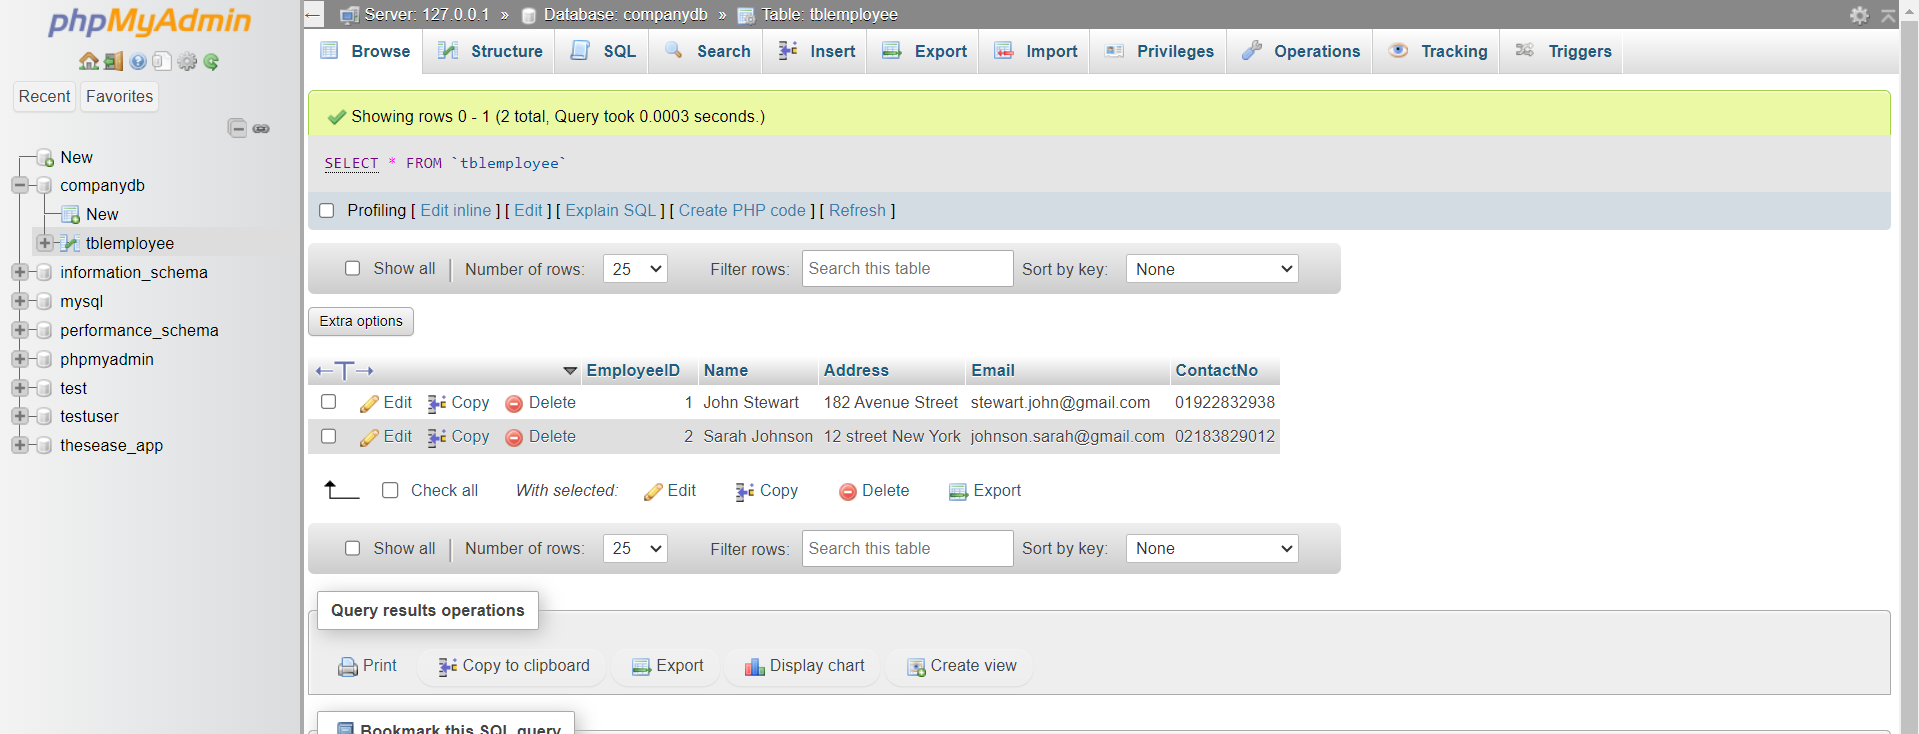 phpMyAdmin
Recent Favorites
New
companydb
New
tblemployee
information_schema
mysql
performance_schema
phpmyadmin
test
testuser
thesease_app
Server: 127.0.0.1 » Database: companydb » Table: tblemployee
Browse Structure SQL Search Insert Export Import Privileges Operations Tracking Triggers
Showing rows 0 - 1 (2 total, Query took 0.0003 seconds.)
SELECT * FROM `tblemployee`
Profiling [ Edit inline ] [ Edit ] [ Explain SQL ] [ Create PHP code ] [ Refresh ]
Show all Number of rows: 25 Filter rows: Search this table Sort by key: None
Extra options
←T→ EmployeeID Name Address Email ContactNo
Edit Copy Delete 1 John Stewart 182 Avenue Street stewart.john@gmail.com 01922832938
Edit Copy Delete 2 Sarah Johnson 12 street New York johnson.sarah@gmail.com 02183829012
Check all With selected: Edit Copy Delete Export
Show all Number of rows: 25 Filter rows: Search this table Sort by key: None
Query results operations
Print Copy to clipboard Export Display chart Create view
Bookmark this SQL query